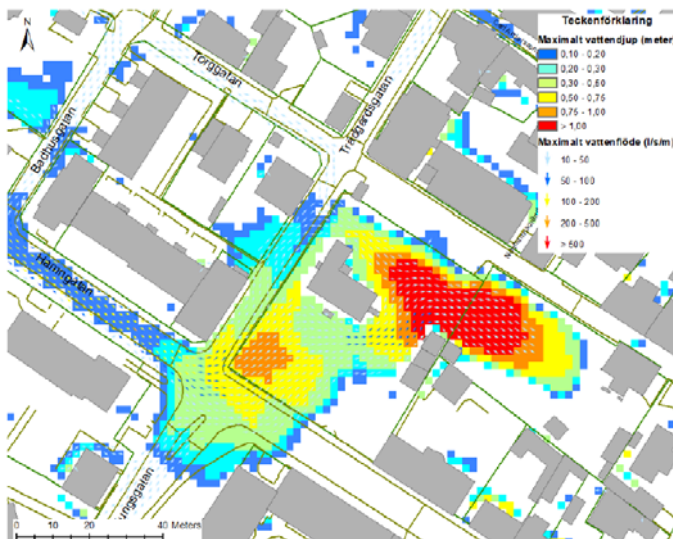 N
Teckenförklaring
Maximalt vattendjup (meter)
0,10 - 0,20
0,20 - 0,30
0,30 - 0,50
0,50 - 0,75
0,75 - 1,00
> 1,00
Maximalt vattenflöde (l/s/m)
10 - 50
50 - 100
100 - 200
200 - 500
> 500
Torggatan
Trädgårdsgatan
Badhusgatan
Hamngatan
ungsgatan
0 10 20 40 Meters